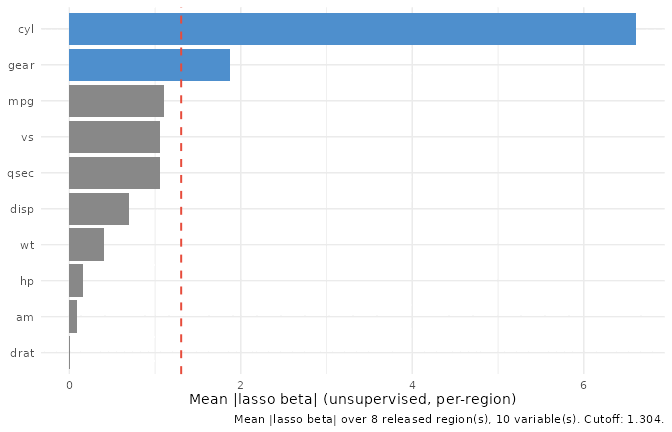 cyl
gear
mpg
vs
qsec
disp
wt
hp
am
drat
0 2 4 6
Mean |lasso beta| (unsupervised, per-region)
Mean |lasso beta| over 8 released region(s), 10 variable(s). Cutoff: 1.304.